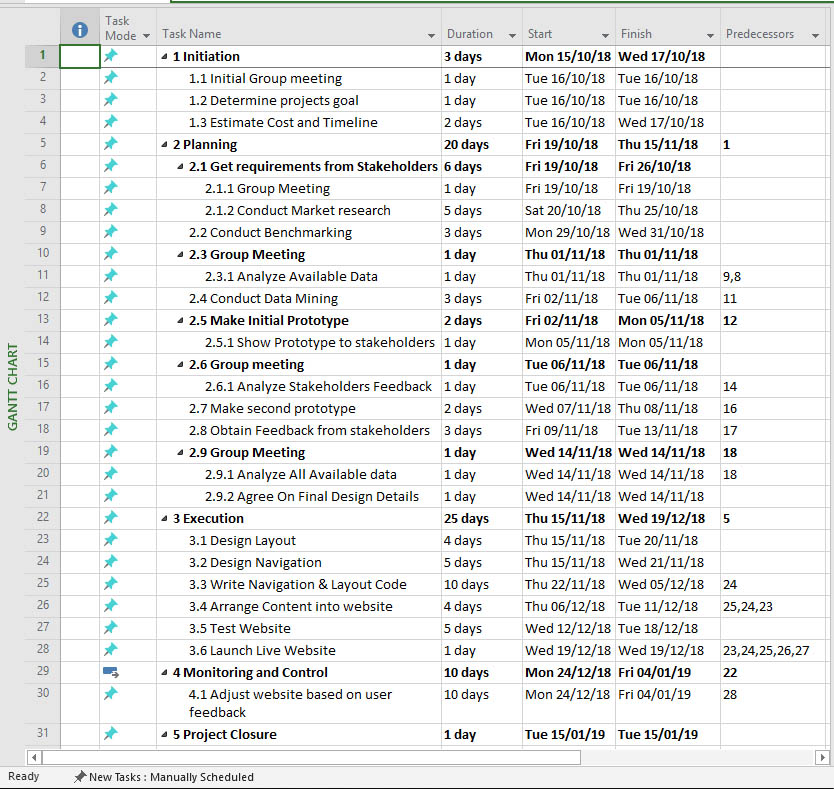 Task Mode Task Name Duration Start Finish Predecessors
1 1 Initiation 3 days Mon 15/10/18 Wed 17/10/18
2 1.1 Initial Group meeting 1 day Tue 16/10/18 Tue 16/10/18
3 1.2 Determine projects goal 1 day Tue 16/10/18 Tue 16/10/18
4 1.3 Estimate Cost and Timeline 2 days Tue 16/10/18 Wed 17/10/18
5 2 Planning 20 days Fri 19/10/18 Thu 15/11/18 1
6 2.1 Get requirements from Stakeholders 6 days Fri 19/10/18 Fri 26/10/18
7 2.1.1 Group Meeting 1 day Fri 19/10/18 Fri 19/10/18
8 2.1.2 Conduct Market research 5 days Sat 20/10/18 Thu 25/10/18
9 2.2 Conduct Benchmarking 3 days Mon 29/10/18 Wed 31/10/18
10 2.3 Group Meeting 1 day Thu 01/11/18 Thu 01/11/18
11 2.3.1 Analyze Available Data 1 day Thu 01/11/18 Thu 01/11/18 9,8
12 2.4 Conduct Data Mining 3 days Fri 02/11/18 Tue 06/11/18 11
13 2.5 Make Initial Prototype 2 days Fri 02/11/18 Mon 05/11/18 12
14 2.5.1 Show Prototype to stakeholders 1 day Mon 05/11/18 Mon 05/11/18
15 2.6 Group meeting 1 day Tue 06/11/18 Tue 06/11/18
16 2.6.1 Analyze Stakeholders Feedback 1 day Tue 06/11/18 Tue 06/11/18 14
17 2.7 Make second prototype 2 days Wed 07/11/18 Thu 08/11/18 16
18 2.8 Obtain Feedback from stakeholders 3 days Fri 09/11/18 Tue 13/11/18 17
19 2.9 Group Meeting 1 day Wed 14/11/18 Wed 14/11/18 18
20 2.9.1 Analyze All Available data 1 day Wed 14/11/18 Wed 14/11/18 18
21 2.9.2 Agree On Final Design Details 1 day Wed 14/11/18 Wed 14/11/18
22 3 Execution 25 days Thu 15/11/18 Wed 19/12/18 5
23 3.1 Design Layout 4 days Thu 15/11/18 Tue 20/11/18
24 3.2 Design Navigation 5 days Thu 15/11/18 Wed 21/11/18
25 3.3 Write Navigation & Layout Code 10 days Thu 22/11/18 Wed 05/12/18 24
26 3.4 Arrange Content into website 4 days Thu 06/12/18 Tue 11/12/18 25,24,23
27 3.5 Test Website 5 days Wed 12/12/18 Tue 18/12/18
28 3.6 Launch Live Website 1 day Wed 19/12/18 Wed 19/12/18 23,24,25,26,27
29 4 Monitoring and Control 10 days Mon 24/12/18 Fri 04/01/19 22
30 4.1 Adjust website based on user feedback 10 days Mon 24/12/18 Fri 04/01/19 28
31 5 Project Closure 1 day Tue 15/01/19 Tue 15/01/19
GANTT CHART
Ready New Tasks : Manually Scheduled